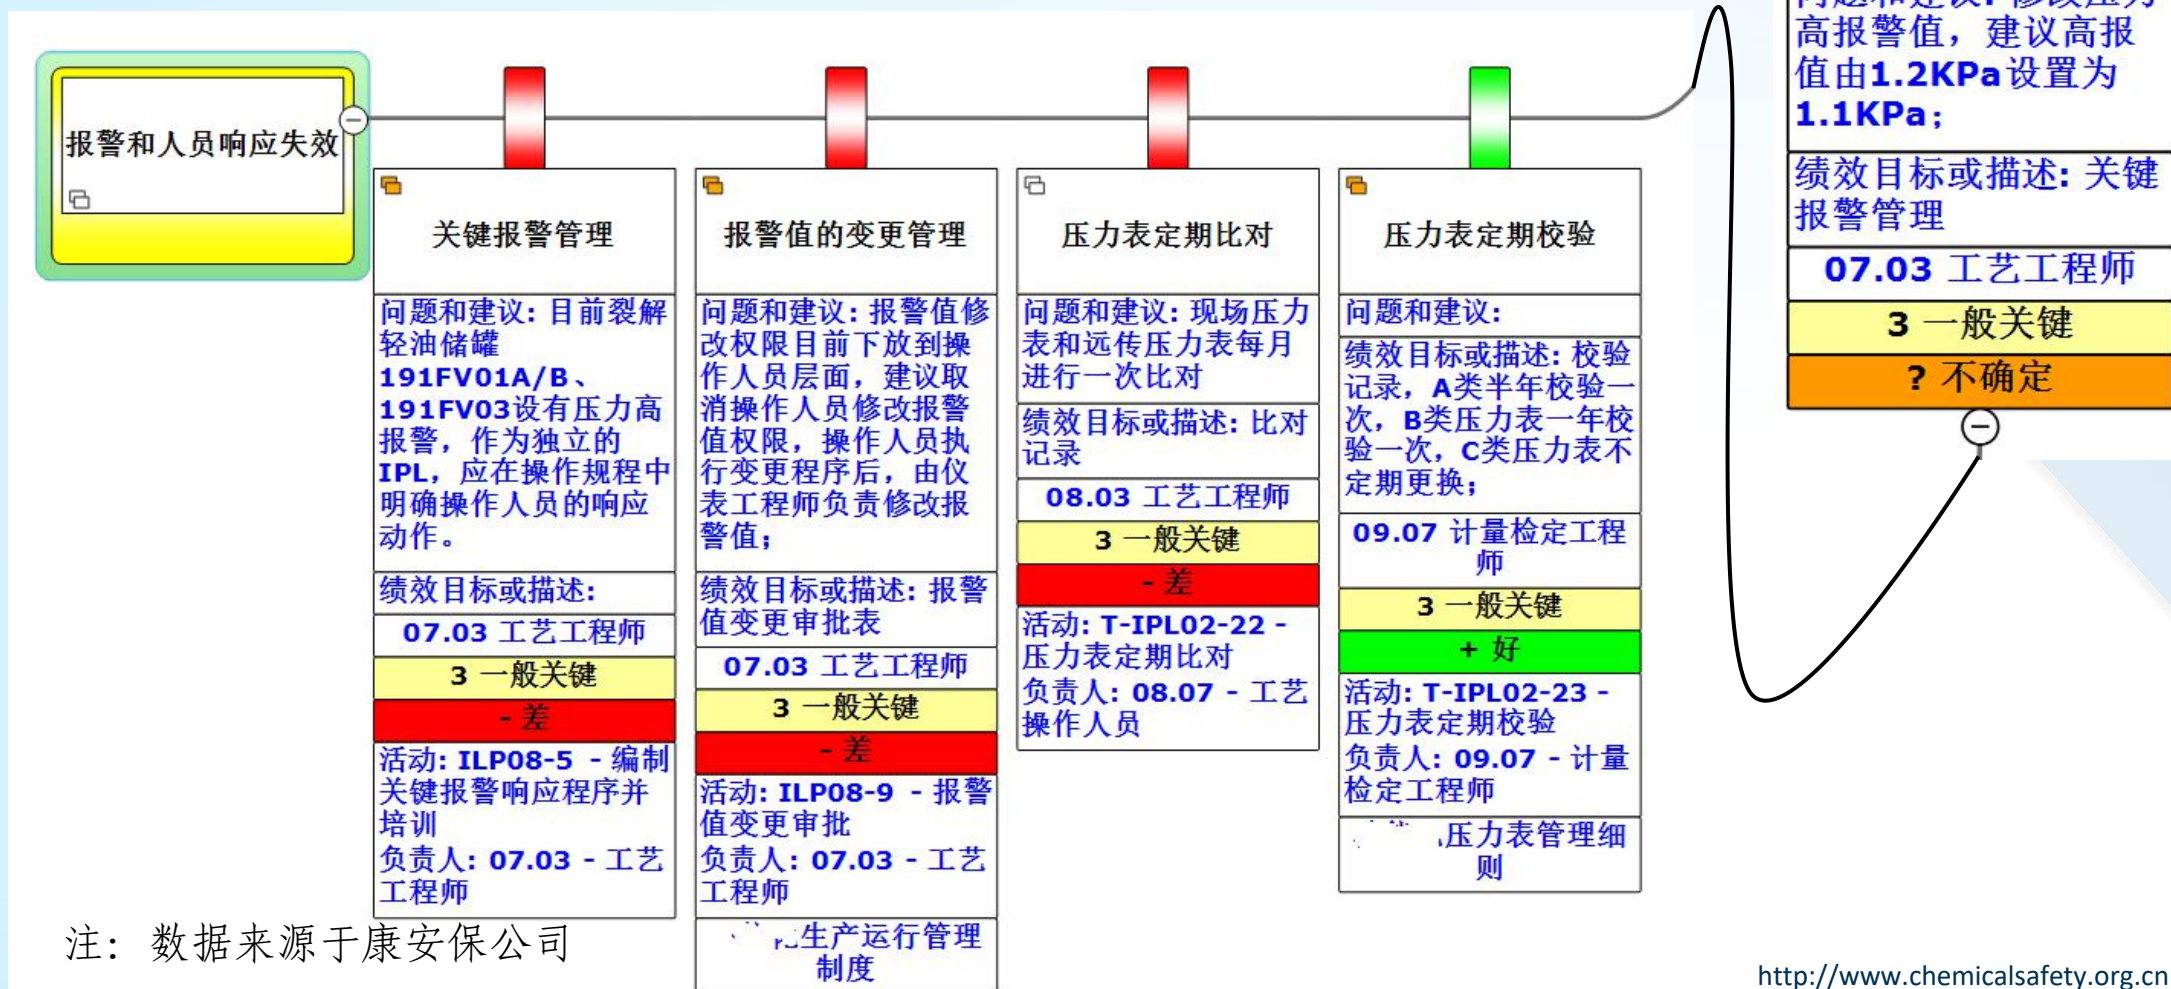 报警和人员响应失效
关键报警管理
问题和建议: 目前裂解
轻油储罐
191FV01A/B、
191FV03设有压力高
报警，作为独立的
IPL，应在操作规程中
明确操作人员的响应
动作。
绩效目标或描述:
07.03 工艺工程师
3 一般关键
- 差
活动: ILP08-5 - 编制
关键报警响应程序并
培训
负责人: 07.03 - 工艺
工程师
报警值的变更管理
问题和建议: 报警值修
改权限目前下放到操
作人员层面，建议取
消操作人员修改报警
值权限，操作人员执
行变更程序后，由仪
表工程师负责修改报
警值；
绩效目标或描述: 报警
值变更审批表
07.03 工艺工程师
3 一般关键
- 差
活动: ILP08-9 - 报警
值变更审批
负责人: 07.03 - 工艺
工程师
生产运行管理
制度
压力表定期比对
问题和建议: 现场压力
表和远传压力表每月
进行一次比对
绩效目标或描述: 比对
记录
08.03 工艺工程师
3 一般关键
- 差
活动: T-IPL02-22 -
压力表定期比对
负责人: 08.07 - 工艺
操作人员
压力表定期校验
问题和建议:
绩效目标或描述: 校验
记录，A类半年校验一
次，B类压力表一年校
验一次，C类压力表不
定期更换；
09.07 计量检定工程
师
3 一般关键
+ 好
活动: T-IPL02-23 -
压力表定期校验
负责人: 09.07 - 计量
检定工程师
压力表管理细
则
问题和建议: 修改压力
高报警值，建议高报
值由1.2KPa设置为
1.1KPa；
绩效目标或描述: 关键
报警管理
07.03 工艺工程师
3 一般关键
? 不确定
注：数据来源于康安保公司
http://www.chemicalsafety.org.cn